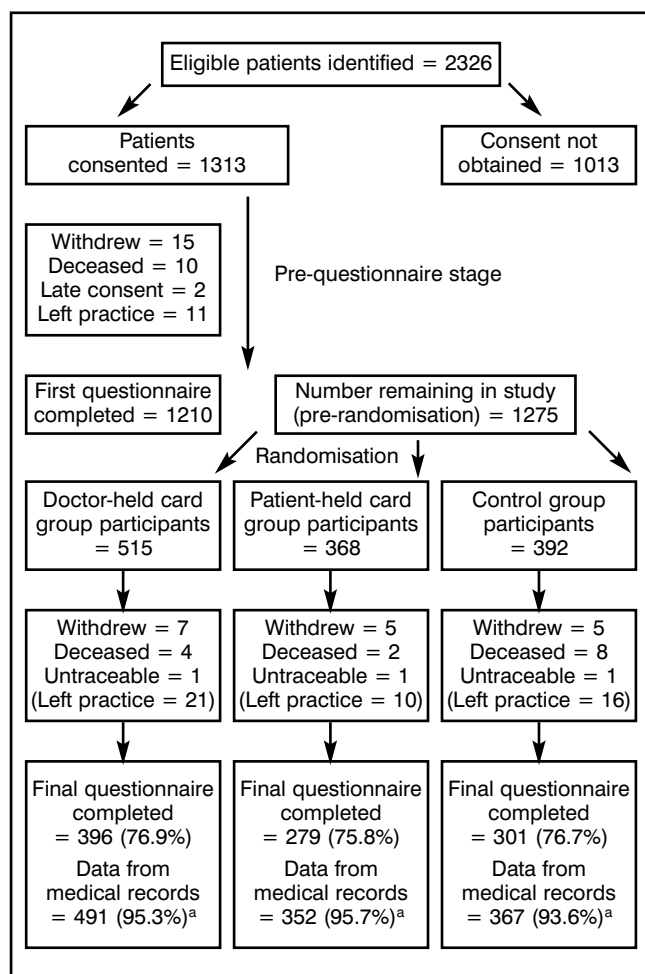 Eligible patients identified = 2326
Patients
consented = 1313
Consent not
obtained = 1013
Withdrew = 15
Deceased = 10
Late consent = 2
Left practice = 11
Pre-questionnaire stage
First questionnaire
completed = 1210
Number remaining in study
(pre-randomisation) = 1275
Randomisation
Doctor-held card
group participants
= 515
Patient-held card
group participants
= 368
Control group
participants
= 392
Withdrew = 7
Deceased = 4
Untraceable = 1
(Left practice = 21)
Withdrew = 5
Deceased = 2
Untraceable = 1
(Left practice = 10)
Withdrew = 5
Deceased = 8
Untraceable = 1
(Left practice = 16)
Final questionnaire
completed
= 396 (76.9%)
Data from
medical records
= 491 (95.3%)ᵃ
Final questionnaire
completed
= 279 (75.8%)
Data from
medical records
= 352 (95.7%)ᵃ
Final questionnaire
completed
= 301 (76.7%)
Data from
medical records
= 367 (93.6%)ᵃ